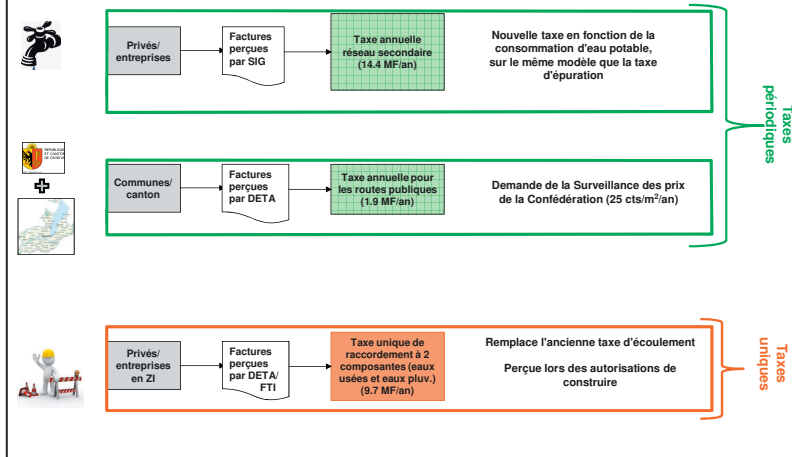 Privés/
entreprises
Factures
perçues
par SIG
Taxe annuelle
réseau secondaire
(14.4 MF/an)
Nouvelle taxe en fonction de la
consommation d'eau potable,
sur le même modèle que la taxe
d'épuration
Taxes
périodiques
REPUBLIQUE
ET CANTON
DE GENEVE
Communes/
canton
Factures
perçues
par DETA
Taxe annuelle pour
les routes publiques
(1.9 MF/an)
Demande de la Surveillance des prix
de la Confédération (25 cts/m²/an)
Privés/
entreprises
en ZI
Factures
perçues
par DETA/
FTI
Taxe unique de
raccordement à 2
composantes (eaux
usées et eaux pluv.)
(9.7 MF/an)
Remplace l'ancienne taxe d'écoulement
Perçue lors des autorisations de
construire
Taxes
uniques